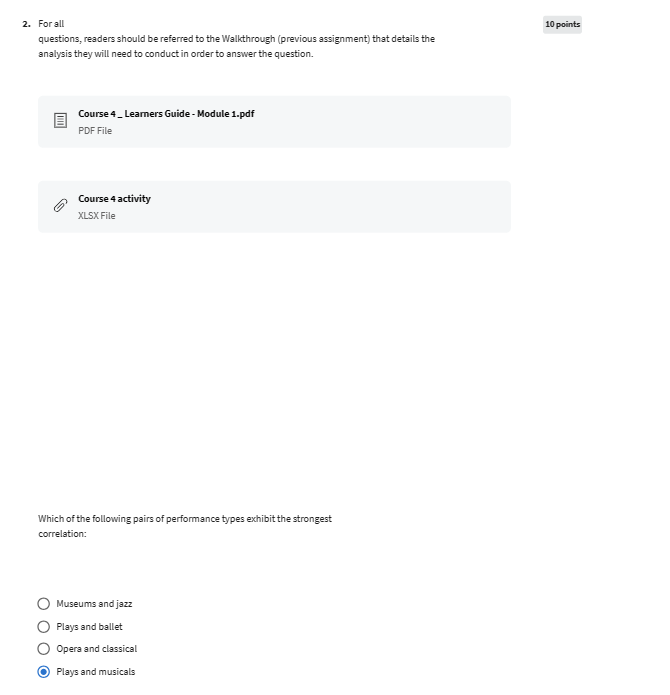 2. For all
10 points
questions, readers should be referred to the Walkthrough (previous assignment) that details the
analysis they will need to conduct in order to answer the question.
Course 4 _ Learners Guide - Module 1.pdf
PDF File
Course 4 activity
XLSX File
Which of the following pairs of performance types exhibit the strongest
correlation:
Museums and jazz
Plays and ballet
Opera and classical
Plays and musicals